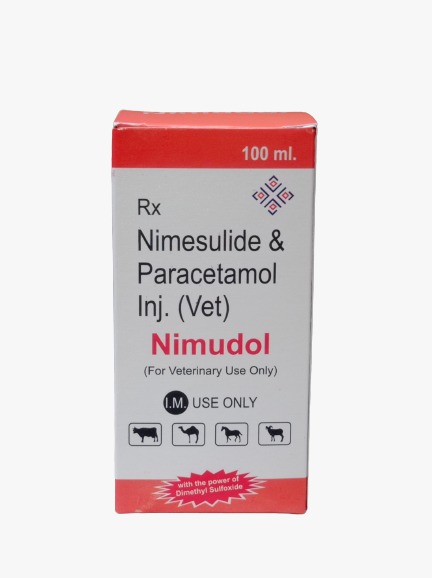 100 ml.
Rx
Nimesulide &
Paracetamol
Inj. (Vet)
Nimudol
(For Veterinary Use Only)
I.M. USE ONLY
with the power of
Dimethyl Sulfoxide